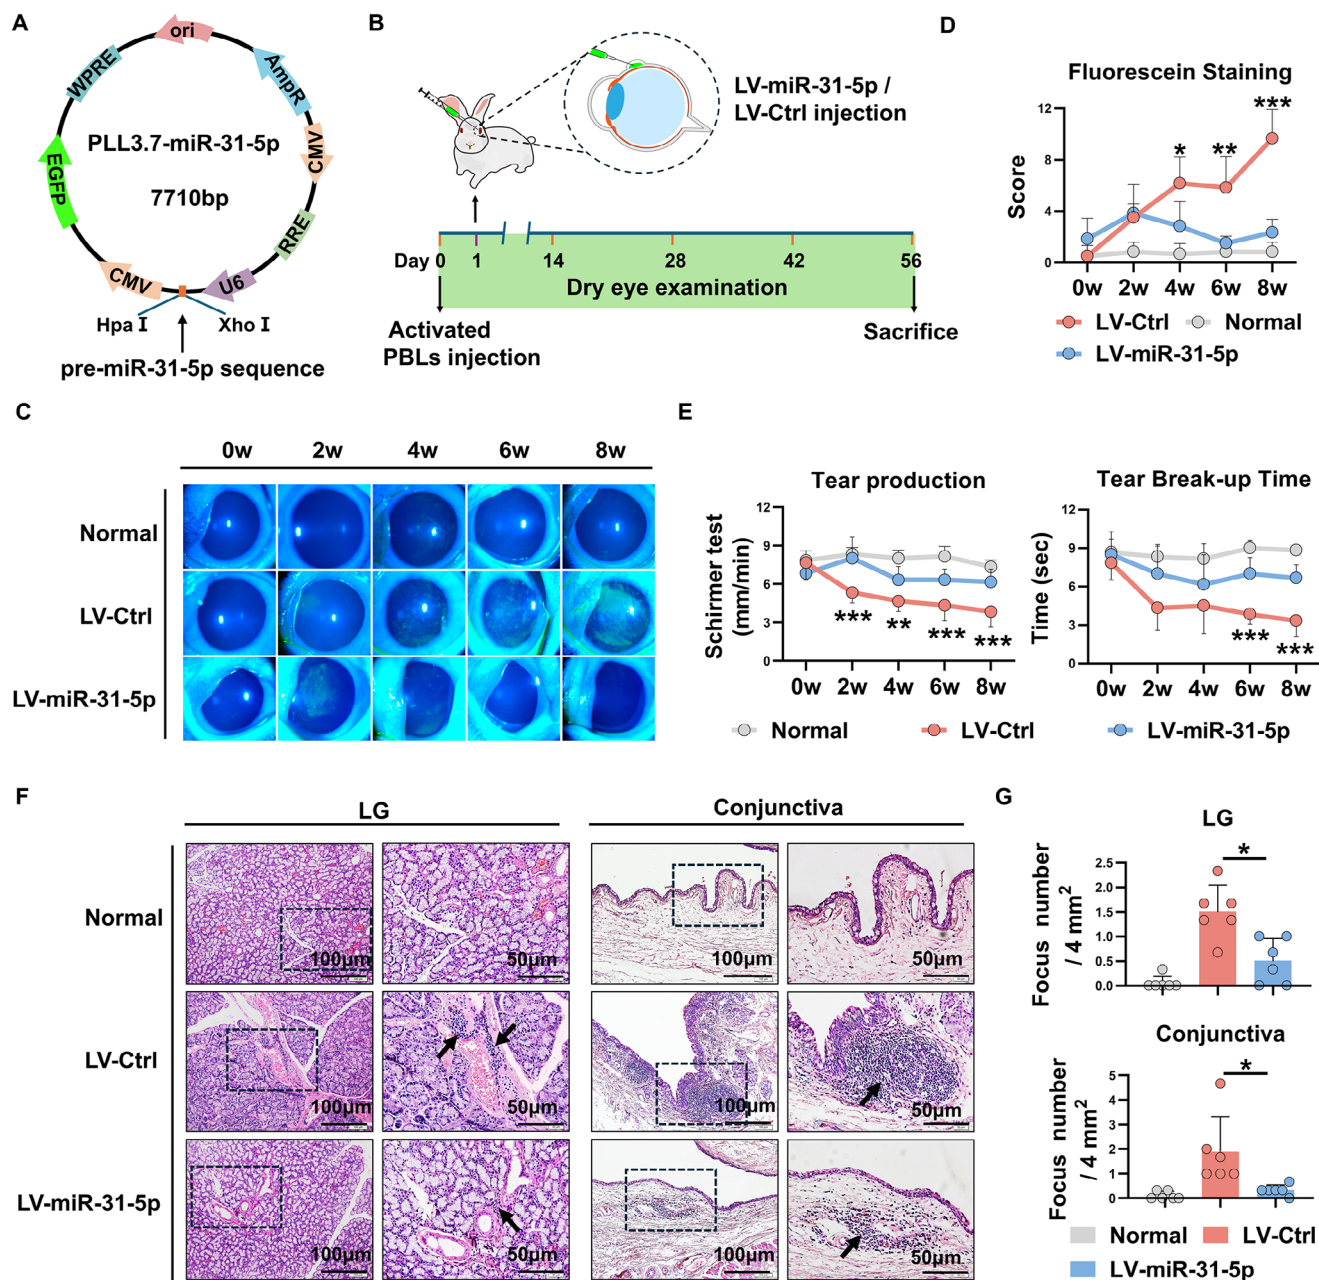 A
ori
AmpR
CMV
RRE
U6
CMV
EGFP
WPRE
PLL3.7-miR-31-5p
7710bp
Hpa I
Xho I
pre-miR-31-5p sequence
B
LV-miR-31-5p /
LV-Ctrl injection
Day 0 1 14 28 42 56
Dry eye examination
Activated
PBLs injection
Sacrifice
D
Fluorescein Staining
Score
12
8
4
0
* ** ***
0w 2w 4w 6w 8w
LV-Ctrl Normal
LV-miR-31-5p
C
0w 2w 4w 6w 8w
Normal
LV-Ctrl
LV-miR-31-5p
E
Tear production
Schirmer test
(mm/min)
12
9
6
3
0
*** ** *** ***
0w 2w 4w 6w 8w
Tear Break-up Time
Time (sec)
12
9
6
3
0
*** ***
0w 2w 4w 6w 8w
Normal LV-Ctrl LV-miR-31-5p
F
LG Conjunctiva
Normal
100μm 50μm 100μm 50μm
LV-Ctrl
100μm 50μm 100μm 50μm
LV-miR-31-5p
100μm 50μm 100μm 50μm
G
LG
Focus number
/ 4 mm²
2.5
2.0
1.5
1.0
0.5
0.0
*
Conjunctiva
Focus number
/ 4 mm²
5
4
3
2
1
0
*
Normal LV-Ctrl
LV-miR-31-5p